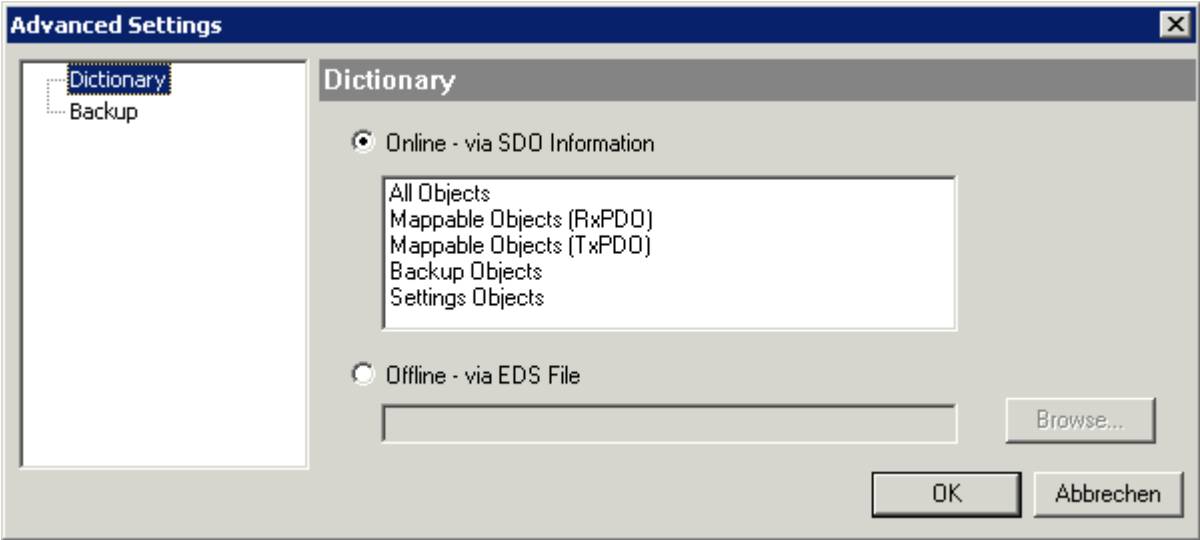 Advanced Settings
Dictionary
Backup
Dictionary
Online - via SDO Information
All Objects
Mappable Objects (RxPDO)
Mappable Objects (TxPDO)
Backup Objects
Settings Objects
Offline - via EDS File
Browse...
OK
Abbrechen